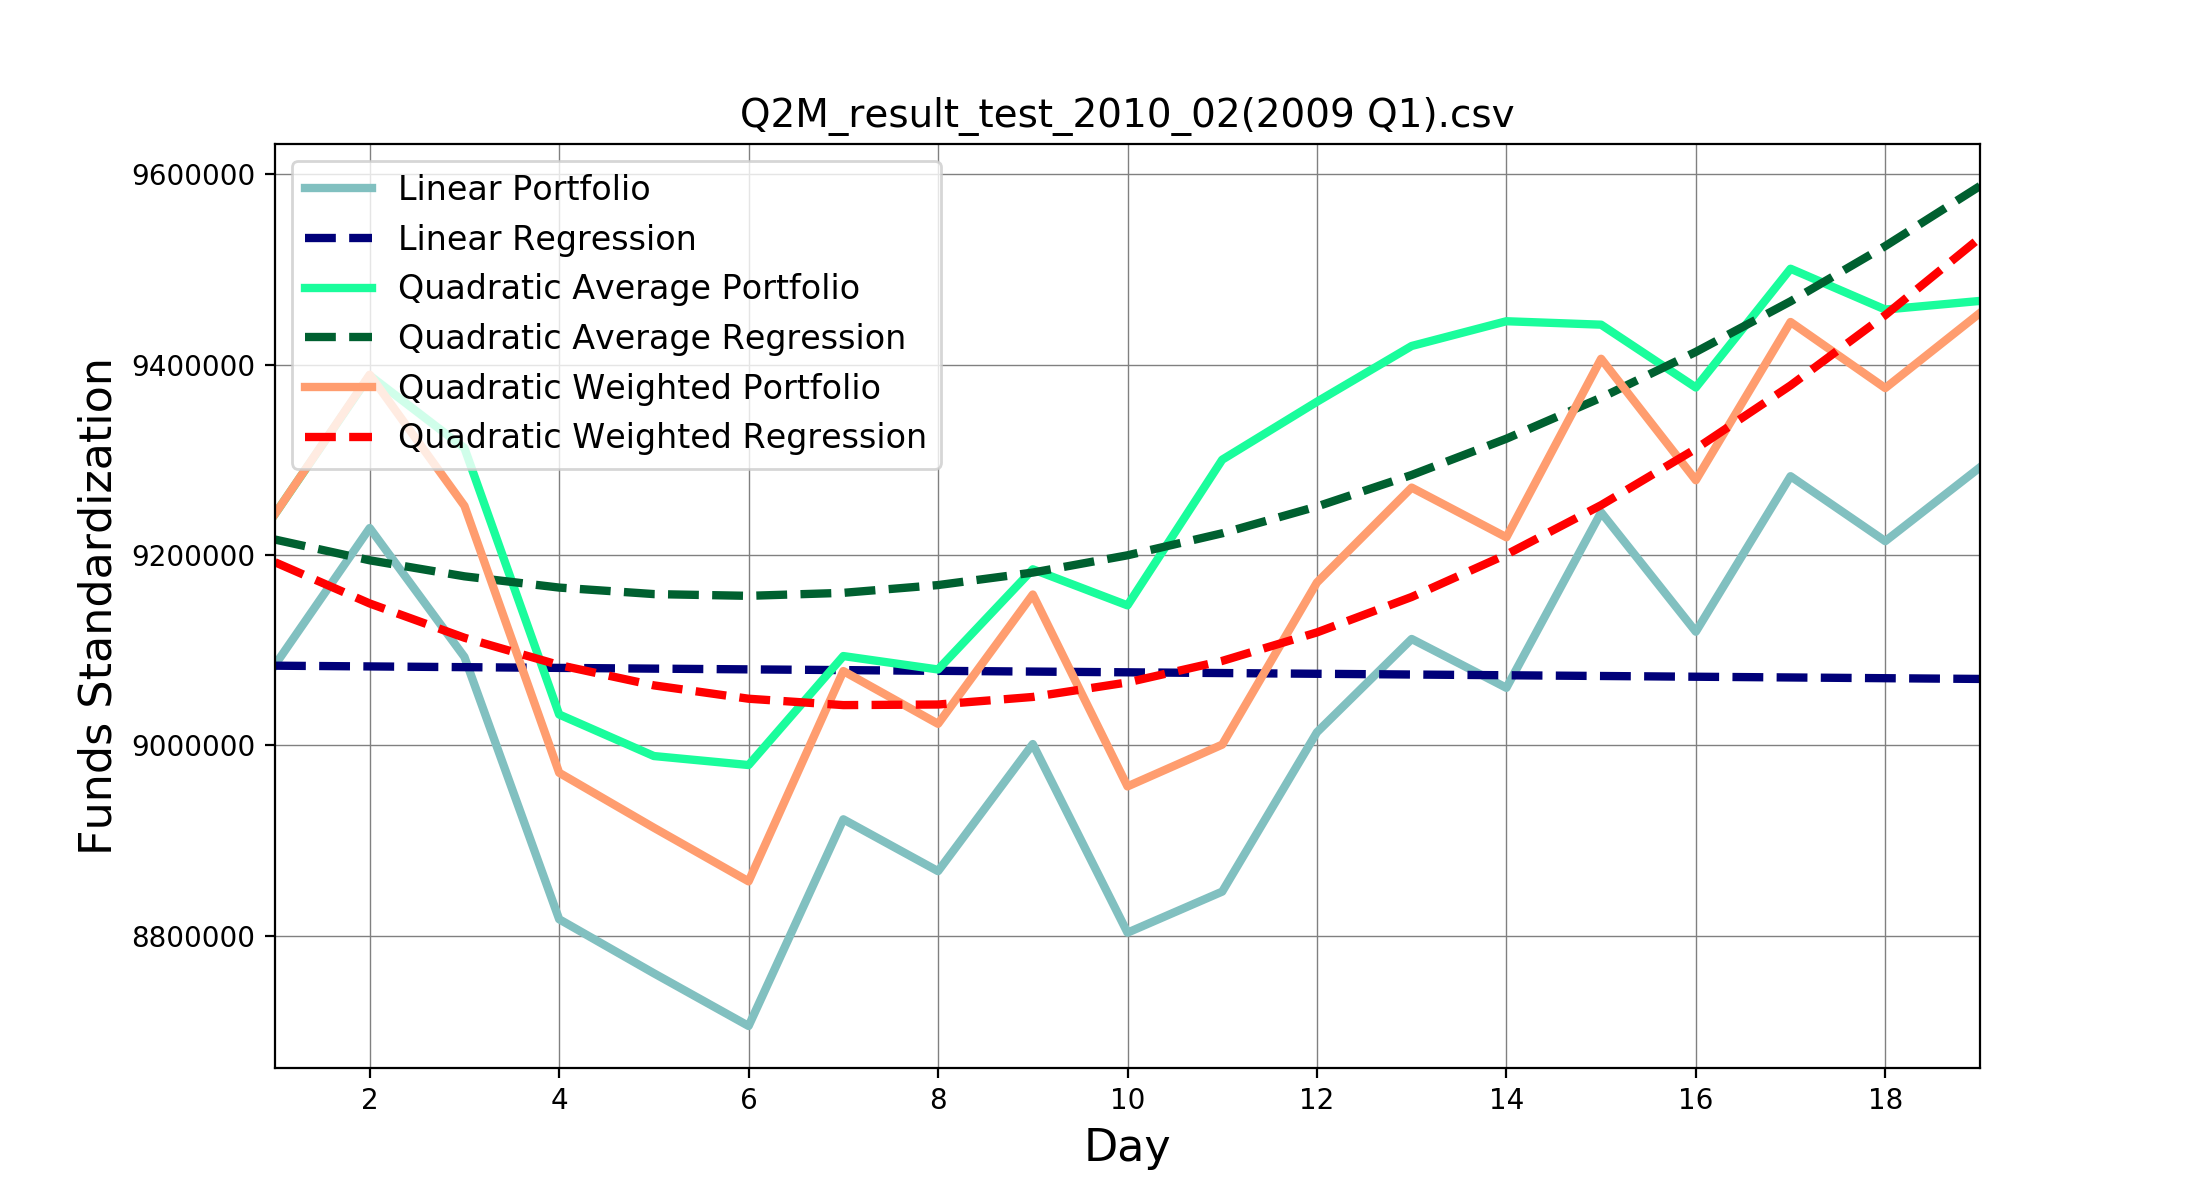 Q2M_result_test_2010_02(2009 Q1).csv
9600000
9400000
9200000
9000000
8800000
Funds Standardization
Linear Portfolio
Linear Regression
Quadratic Average Portfolio
Quadratic Average Regression
Quadratic Weighted Portfolio
Quadratic Weighted Regression
2 4 6 8 10 12 14 16 18
Day